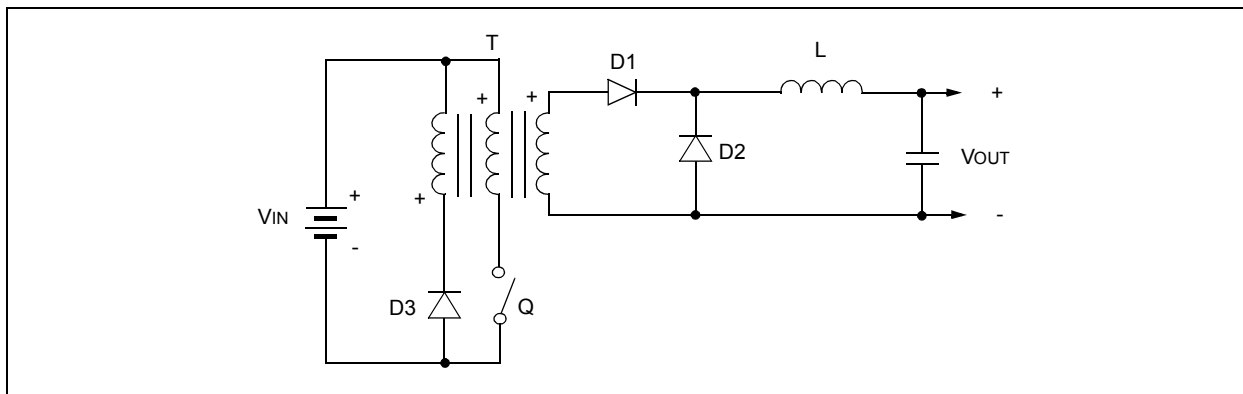 T
D1
L
+
+
+
D2
VOUT
+
VIN
+
-
-
D3
Q